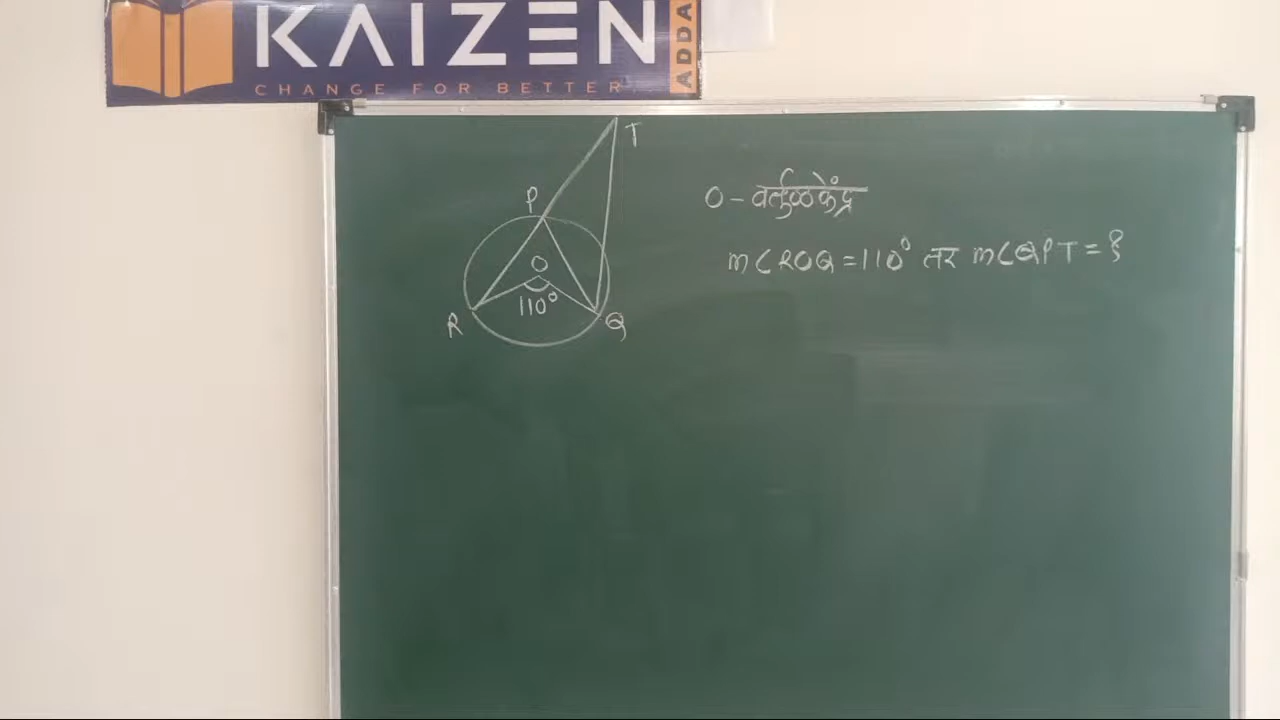 KAIZEN
ADDA
CHANGE FOR BETTER
T
P
O
110°
R
Q
O - वर्तुळकेंद्र
m∠ROQ = 110° तर m∠QPT = ?